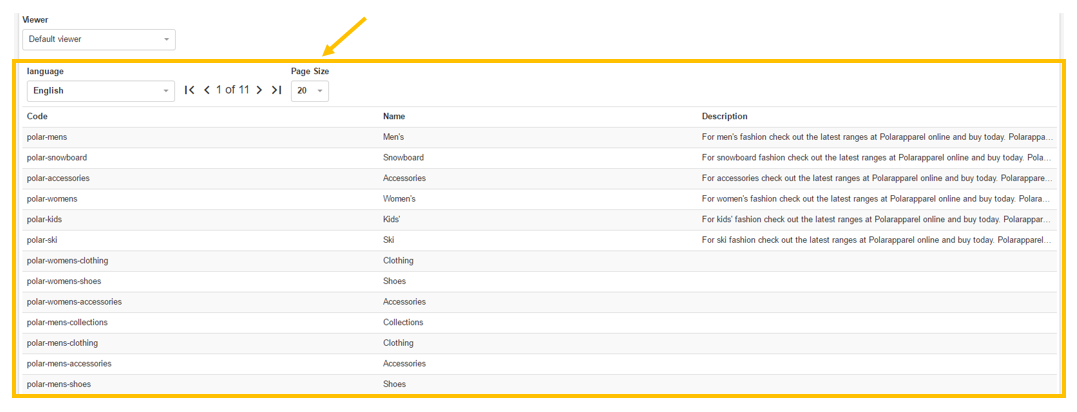 Viewer
Default viewer
language Page Size
English 1 of 11 20
Code Name Description
polar-mens Men's For men's fashion check out the latest ranges at Polarapparel online and buy today. Polarappa...
polar-snowboard Snowboard For snowboard fashion check out the latest ranges at Polarapparel online and buy today. Pola...
polar-accessories Accessories For accessories check out the latest ranges at Polarapparel online and buy today. Polarappare...
polar-womens Women's For women's fashion check out the latest ranges at Polarapparel online and buy today. Polara...
polar-kids Kids' For kids' fashion check out the latest ranges at Polarapparel online and buy today. Polarappar...
polar-ski Ski For ski fashion check out the latest ranges at Polarapparel online and buy today. Polarapparel...
polar-womens-clothing Clothing
polar-womens-shoes Shoes
polar-womens-accessories Accessories
polar-mens-collections Collections
polar-mens-clothing Clothing
polar-mens-accessories Accessories
polar-mens-shoes Shoes